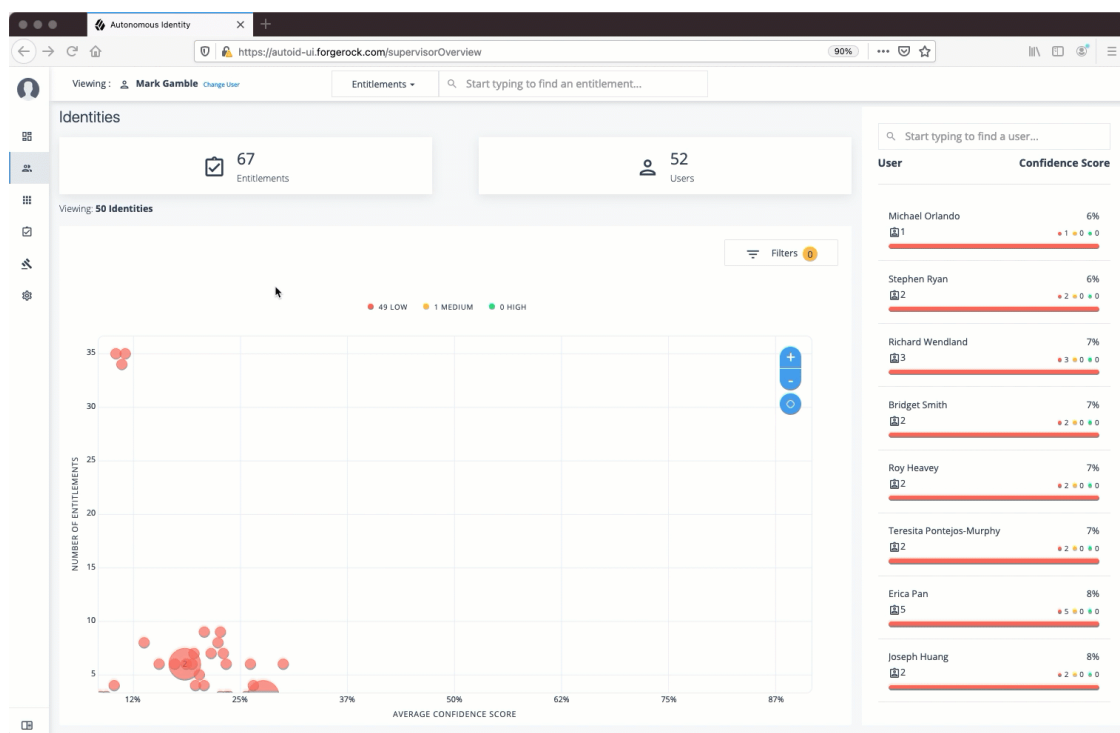 Autonomous Identity
https://autoid-ui.forgerock.com/supervisorOverview
90%
Viewing : Mark Gamble Change User
Entitlements
Start typing to find an entitlement...
Identities
67
Entitlements
52
Users
Viewing: 50 Identities
Filters 0
49 LOW 1 MEDIUM 0 HIGH
35
30
25
20
15
10
5
NUMBER OF ENTITLEMENTS
+
-
12% 25% 37% 50% 62% 75% 87%
AVERAGE CONFIDENCE SCORE
Start typing to find a user...
User Confidence Score
Michael Orlando 6%
1 1 0 0
Stephen Ryan 6%
2 2 0 0
Richard Wendland 7%
3 3 0 0
Bridget Smith 7%
2 2 0 0
Roy Heavey 7%
2 2 0 0
Teresita Pontejos-Murphy 7%
2 2 0 0
Erica Pan 8%
5 5 0 0
Joseph Huang 8%
2 2 0 0